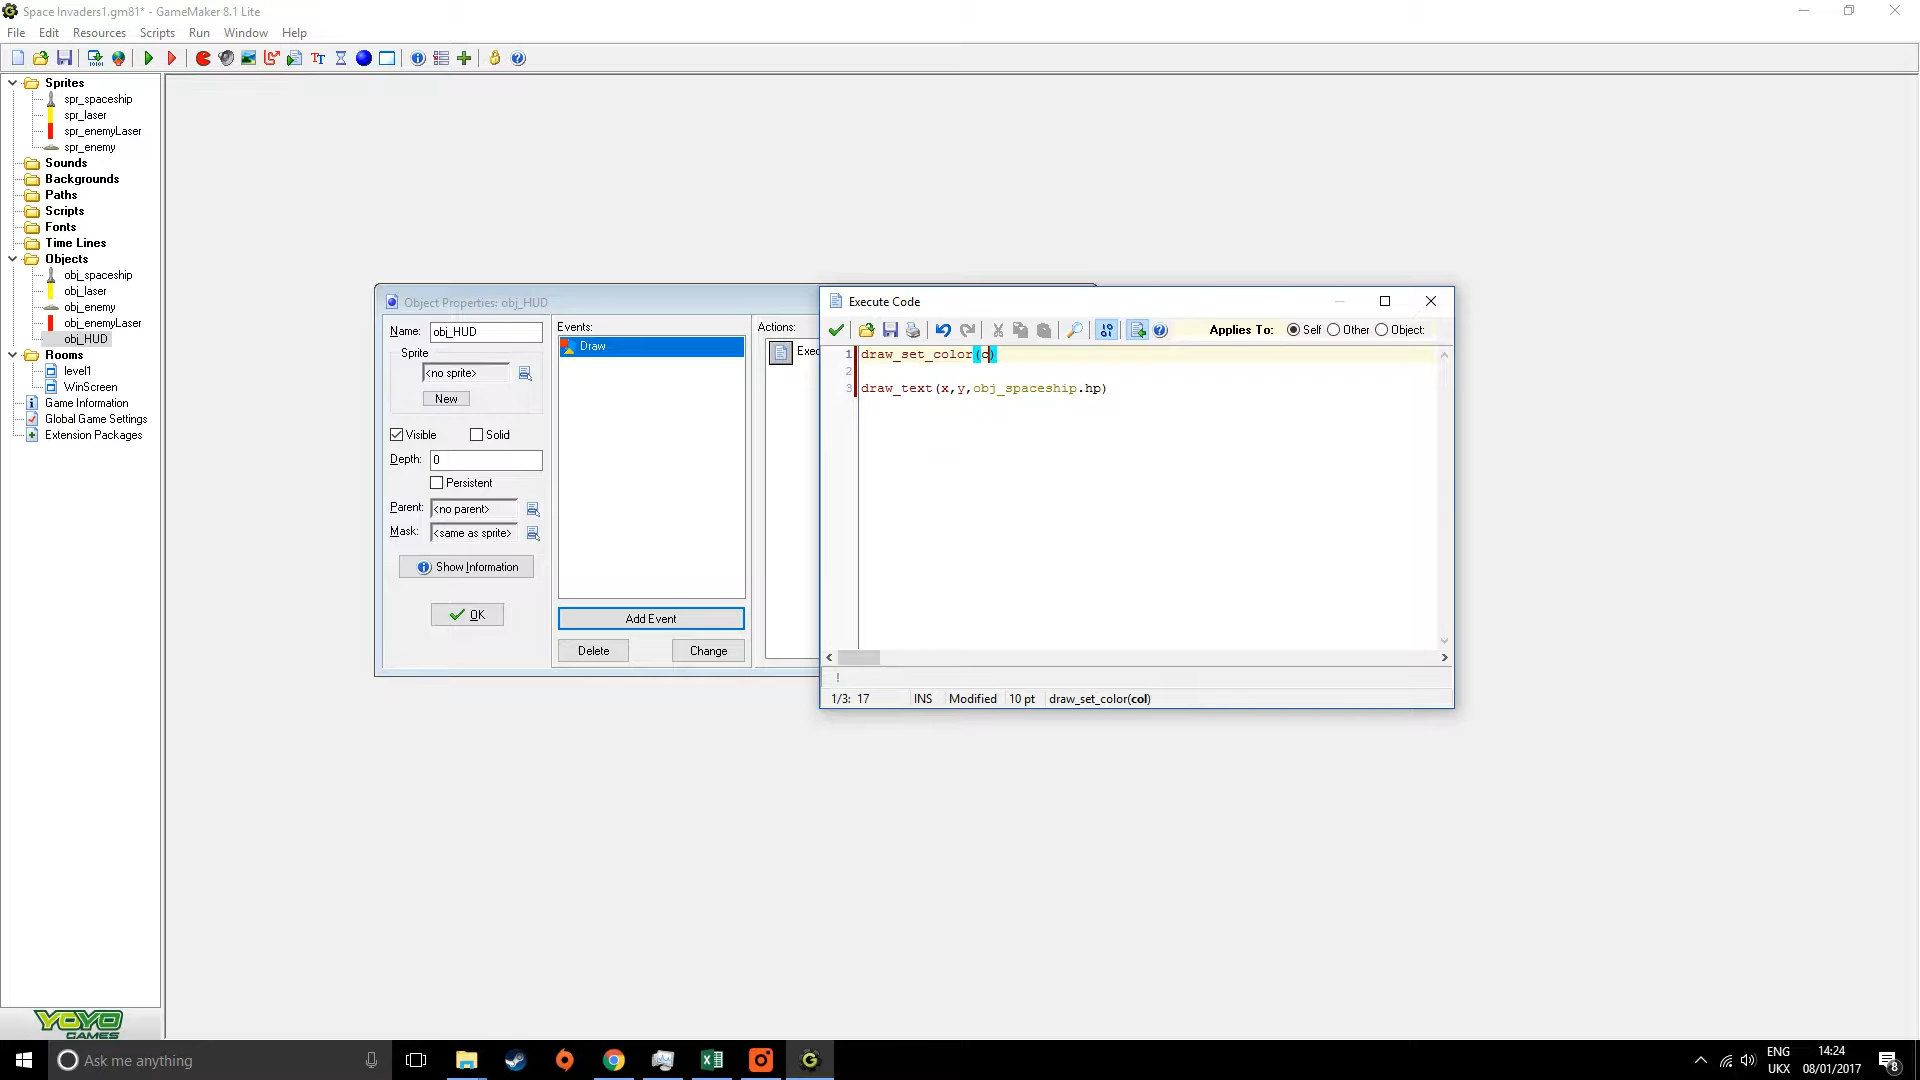 Space Invaders1.gm81* - GameMaker 8.1 Lite
File Edit Resources Scripts Run Window Help
Sprites
spr_spaceship
spr_laser
spr_enemyLaser
spr_enemy
Sounds
Backgrounds
Paths
Scripts
Fonts
Time Lines
Objects
obj_spaceship
obj_laser
obj_enemy
obj_enemyLaser
obj_HUD
Rooms
level1
WinScreen
Game Information
Global Game Settings
Extension Packages
YOYO GAMES
Object Properties: obj_HUD
Name: obj_HUD
Sprite
<no sprite>
New
Visible Solid
Depth: 0
Persistent
Parent: <no parent>
Mask: <same as sprite>
Show Information
OK
Events:
Draw
Add Event
Delete Change
Actions:
Exec
Execute Code
Applies To: Self Other Object:
1 draw_set_color(c)
2
3 draw_text(x,y,obj_spaceship.hp)
!
1/3: 17 INS Modified 10 pt draw_set_color(col)
Ask me anything
ENG
UKX
14:24
08/01/2017
8